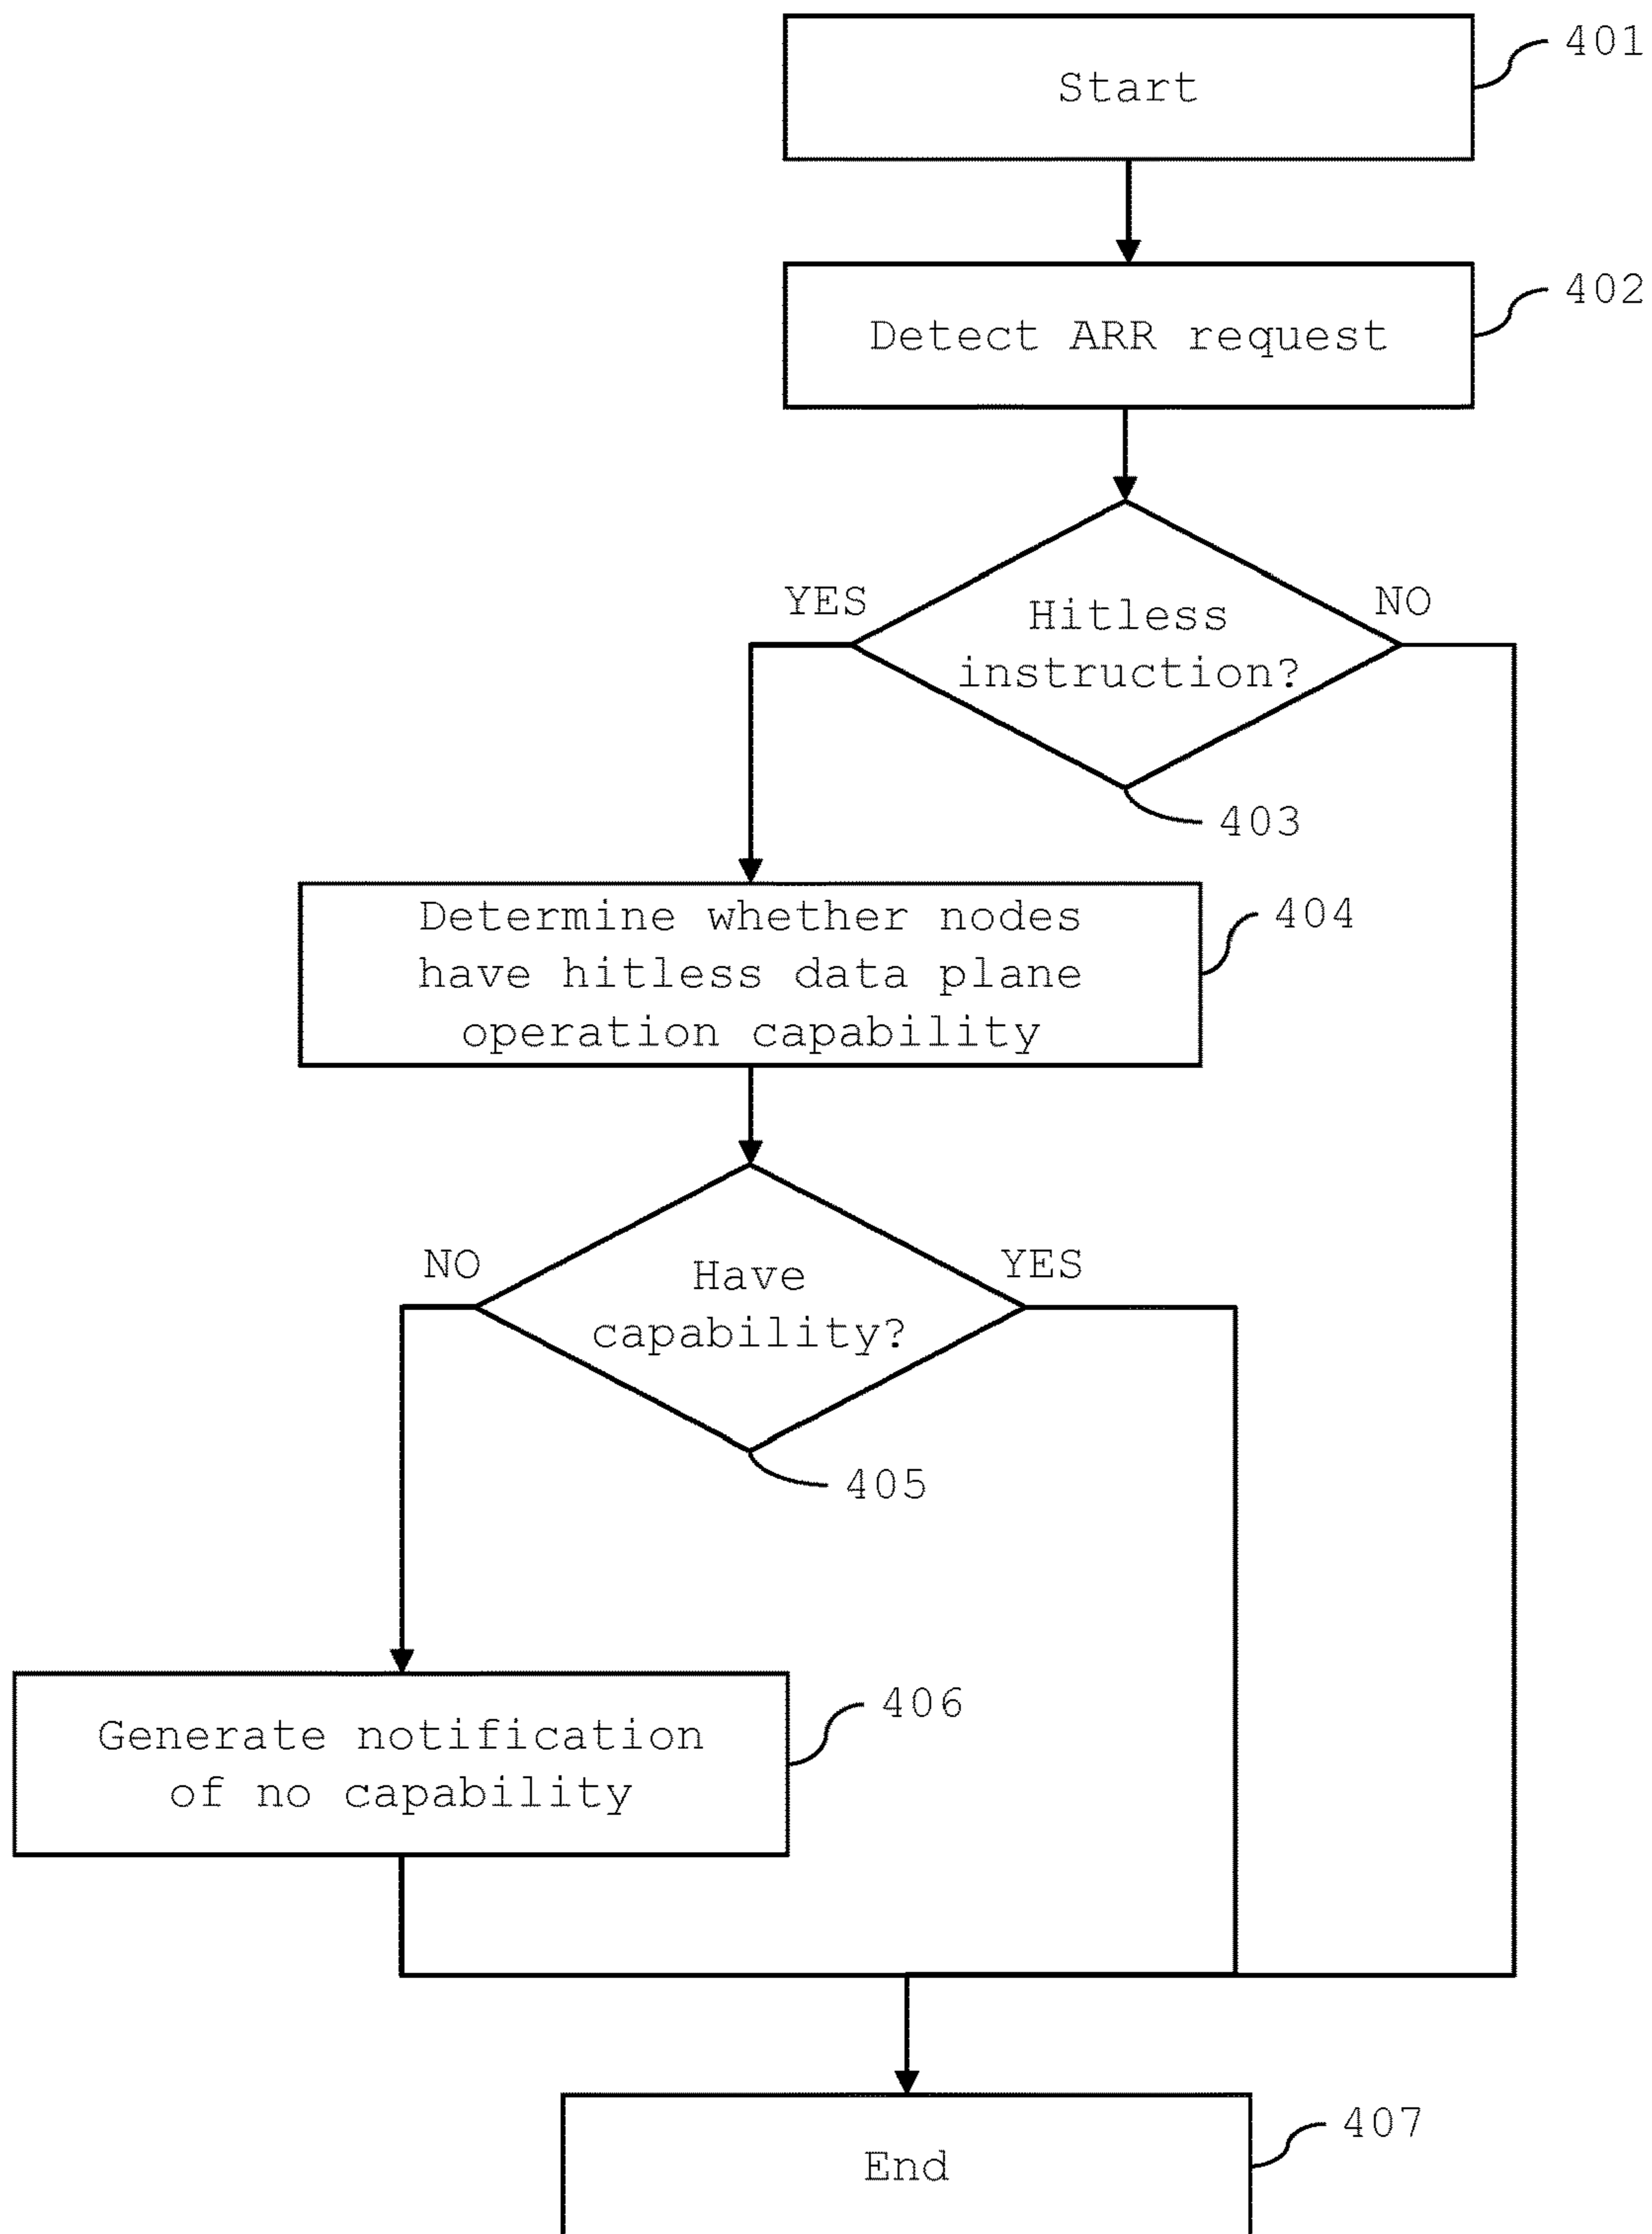 401
Start
402
Detect ARR request
YES
NO
Hitless
instruction?
403
Determine whether nodes
have hitless data plane
operation capability
404
NO
YES
Have
capability?
405
406
Generate notification
of no capability
407
End